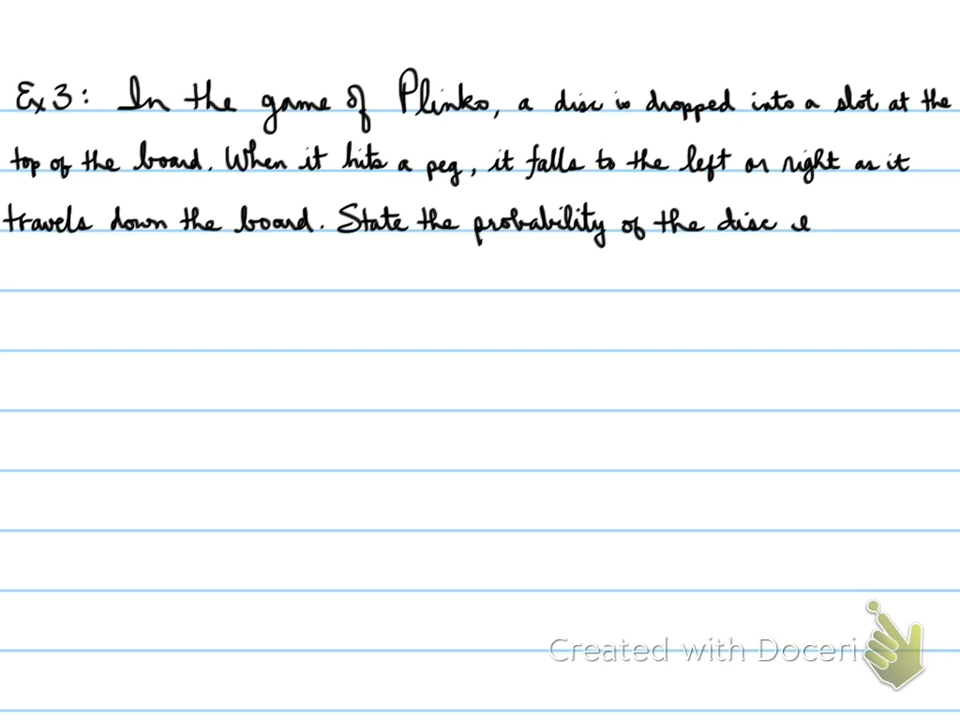 Ex 3: In the game of Plinko, a disc is dropped into a slot at the
top of the board. When it hits a peg, it falls to the left or right as it
travels down the board. State the probability of the disc e
Created with Doceri